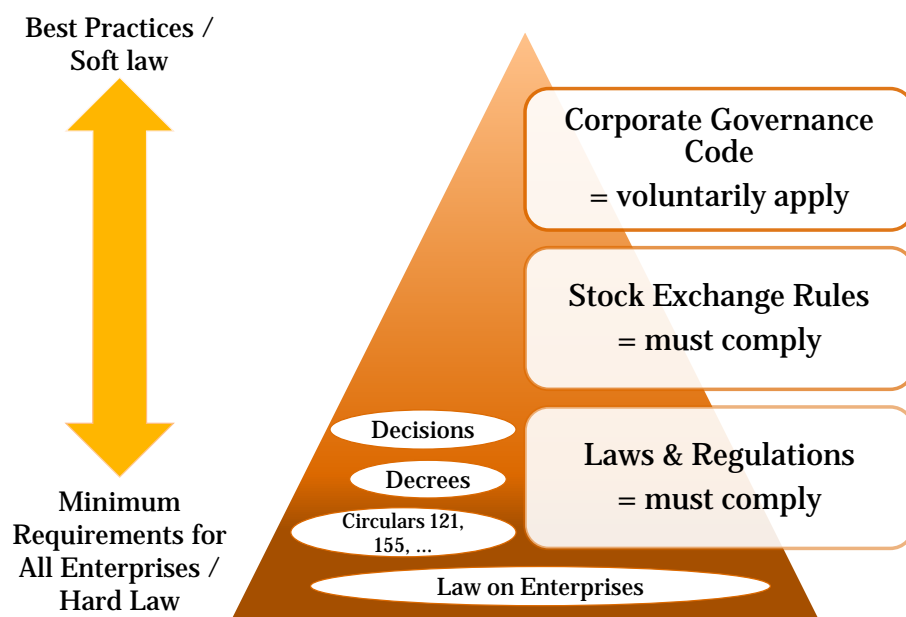 Best Practices /
Soft law
Corporate Governance
Code
= voluntarily apply
Stock Exchange Rules
= must comply
Laws & Regulations
= must comply
Decisions
Decrees
Circulars 121,
155, ...
Law on Enterprises
Minimum
Requirements for
All Enterprises /
Hard Law